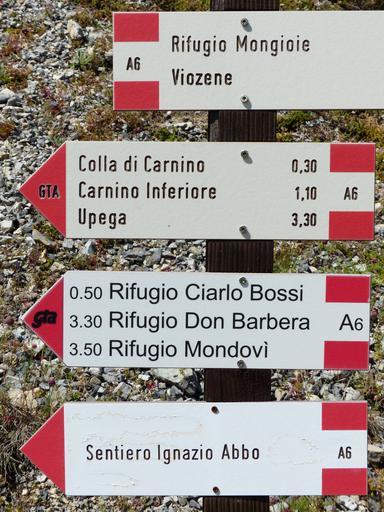 A6 Rifugio Mongioie
Viozene
Colla di Carnino 0,30
GTA Carnino Inferiore 1,10 A6
Upega 3,30
0.50 Rifugio Ciarlo Bossi
gta 3.30 Rifugio Don Barbera A6
3.50 Rifugio Mondovì
Sentiero Ignazio Abbo A6